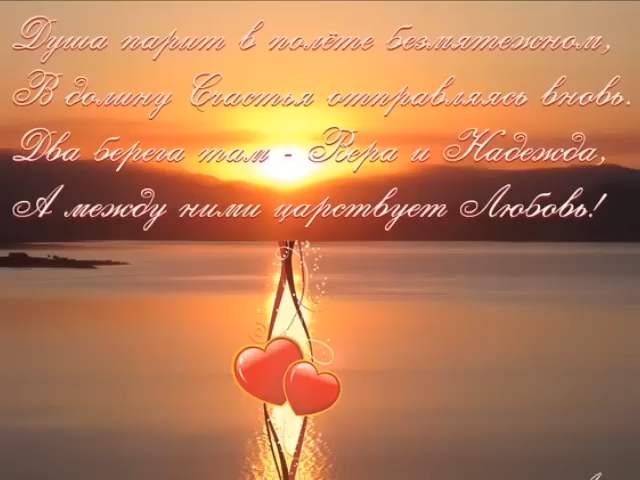 Душа парит в полёте безмятежном,
В долину Счастья отправляясь вновь.
Два берега там - Вера и Надежда,
А между ними царствует Любовь!